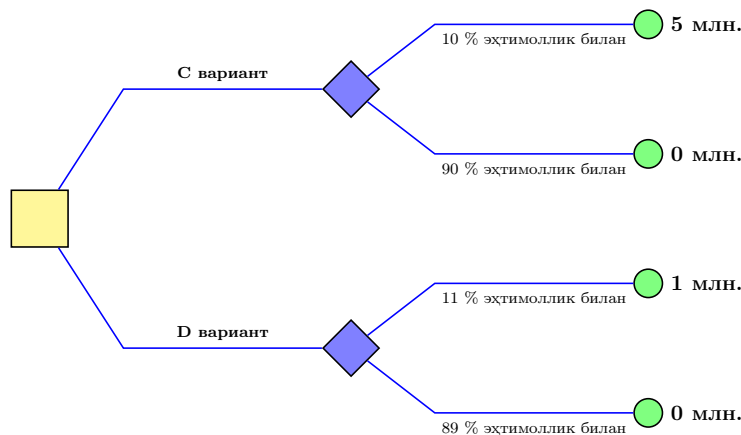 5 млн.
10 % эҳтимоллик билан
C вариант
0 млн.
90 % эҳтимоллик билан
1 млн.
11 % эҳтимоллик билан
D вариант
0 млн.
89 % эҳтимоллик билан